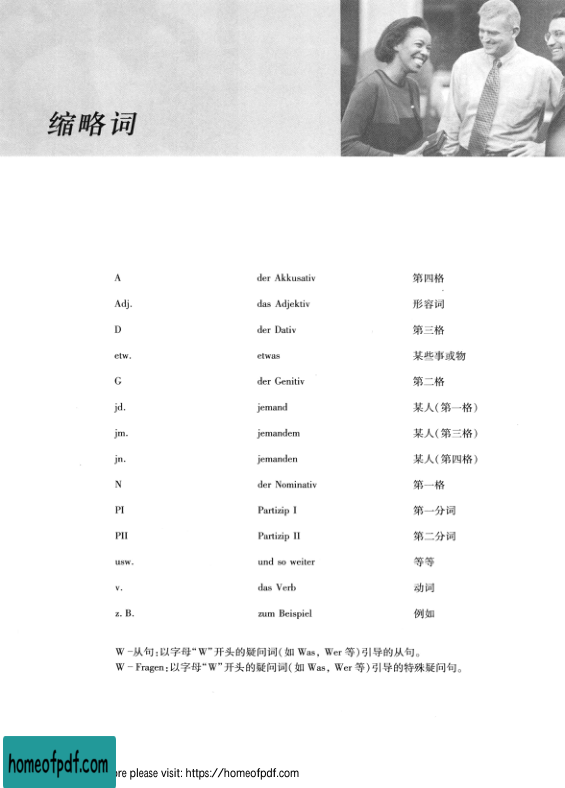 缩略词
A der Akkusativ 第四格
Adj. das Adjektiv 形容词
D der Dativ 第三格
etw. etwas 某些事或物
G der Genitiv 第二格
jd. jemand 某人(第一格)
jm. jemandem 某人(第三格)
jn. jemanden 某人(第四格)
N der Nominativ 第一格
PI Partizip I 第一分词
PII Partizip II 第二分词
usw. und so weiter 等等
v. das Verb 动词
z. B. zum Beispiel 例如
W-从句:以字母“W”开头的疑问词(如 Was, Wer 等)引导的从句。
W-Fragen:以字母“W”开头的疑问词(如 Was, Wer 等)引导的特殊疑问句。
homeofpdf.com
please visit: https://homeofpdf.com